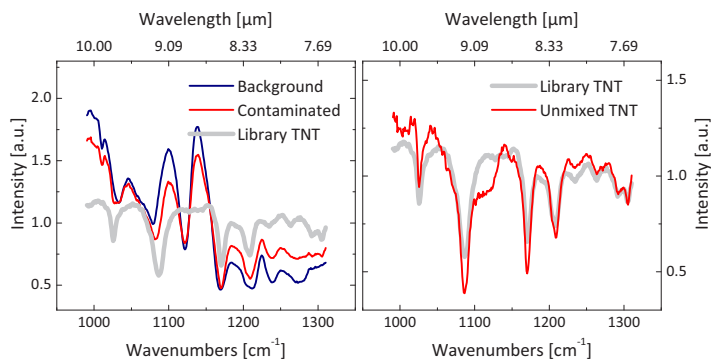 Wavelength [µm]
10.00 9.09 8.33 7.69
Background
Contaminated
Library TNT
2.0
1.5
1.0
0.5
Intensity [a.u.]
1000 1100 1200 1300
Wavenumbers [cm⁻¹]
Wavelength [µm]
10.00 9.09 8.33 7.69
Library TNT
Unmixed TNT
1.5
1.0
0.5
Intensity [a.u.]
1000 1100 1200 1300
Wavenumbers [cm⁻¹]